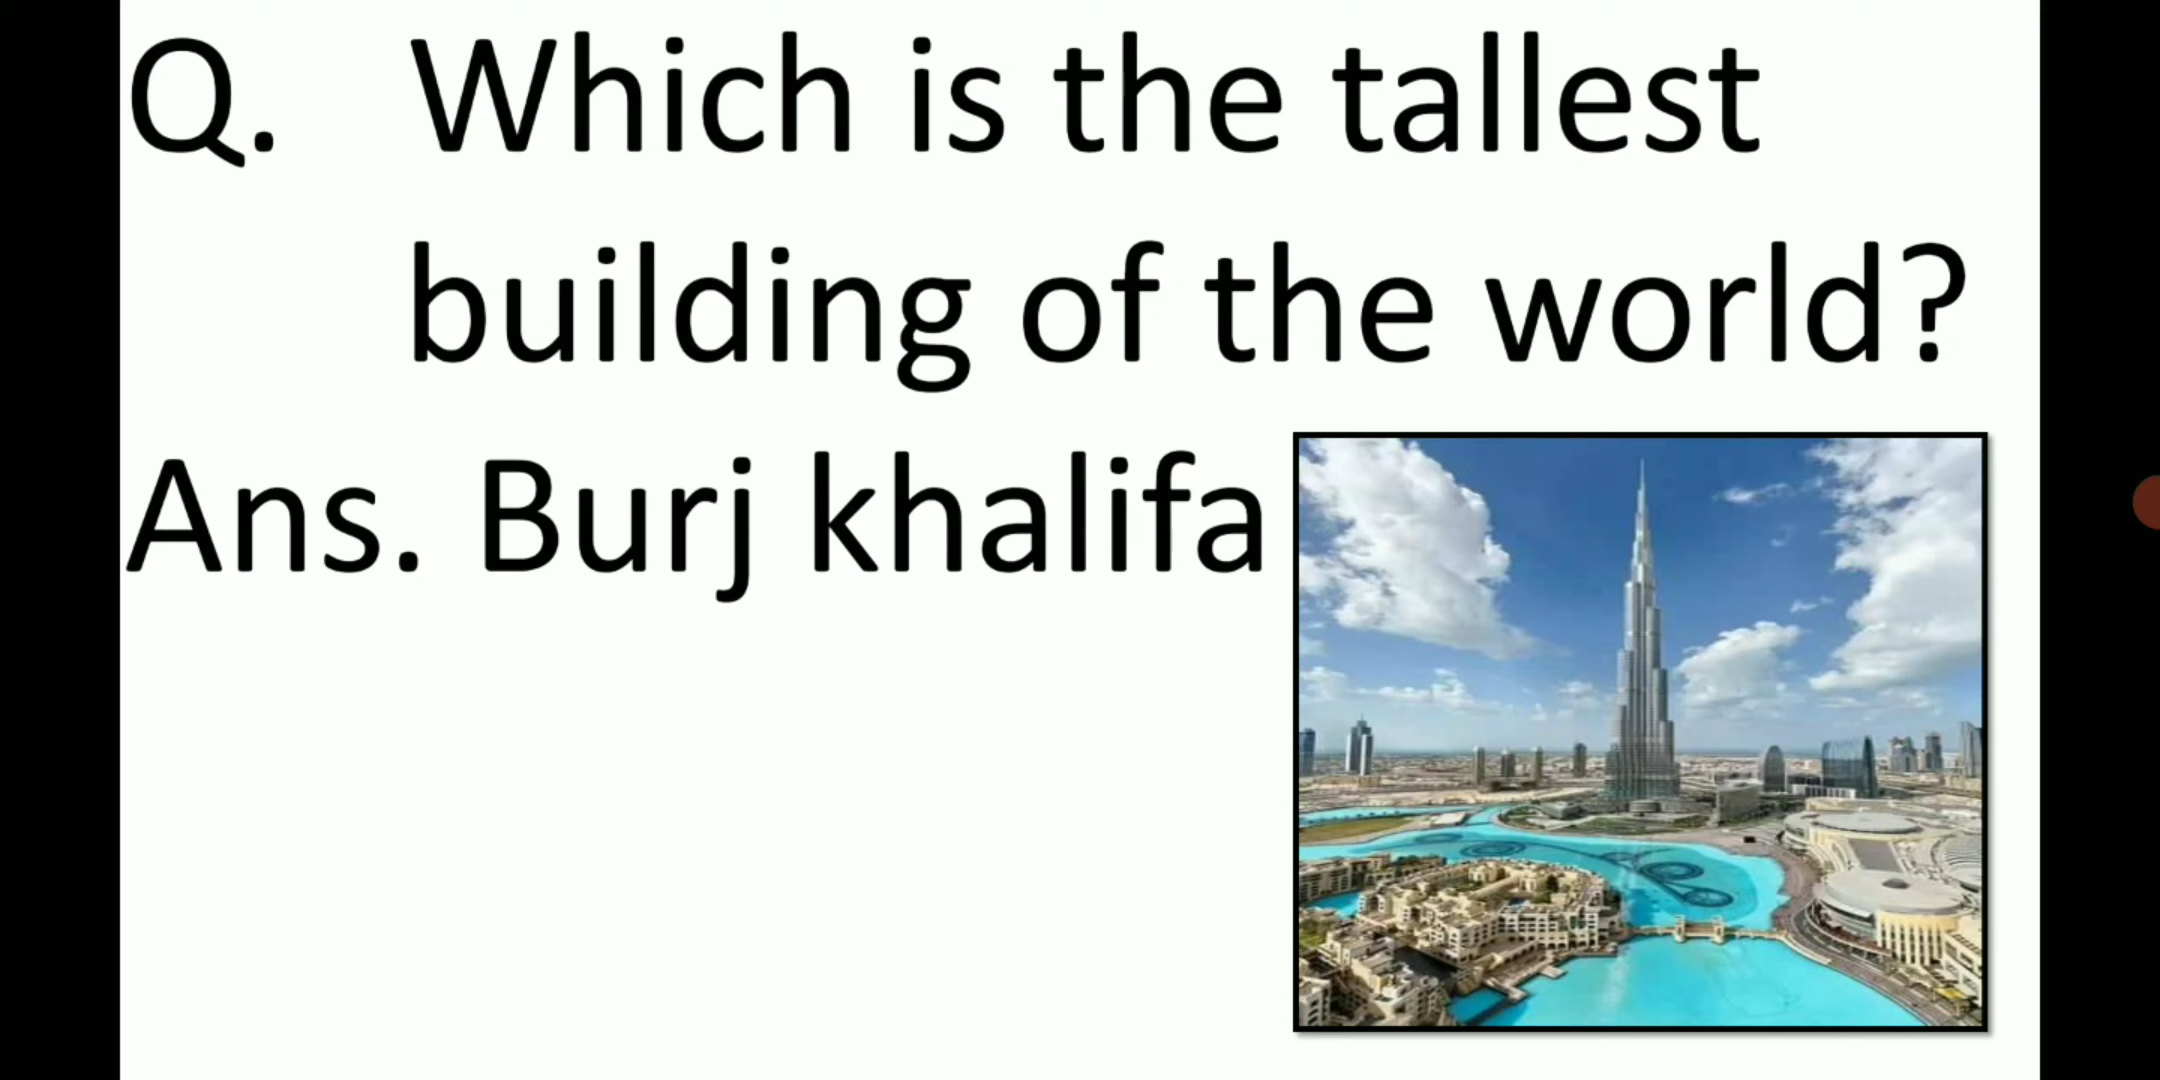 Q. Which is the tallest
building of the world?
Ans. Burj khalifa